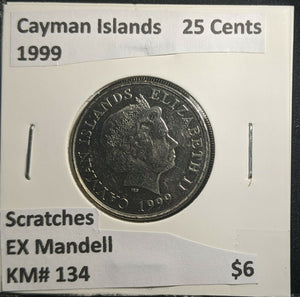 Cayman Islands 25 Cents
1999
CAYMAN ISLANDS ELIZABETH II
1999
Scratches
EX Mandell
KM# 134 $6